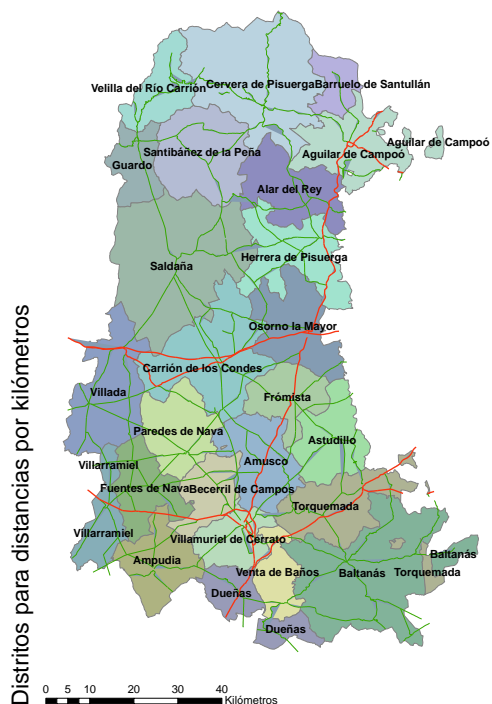 Velilla del Río Carrión
Cervera de Pisuerga
Barruelo de Santullán
Aguilar de Campoó
Aguilar de Campoó
Santibáñez de la Peña
Guardo
Alar del Rey
Herrera de Pisuerga
Saldaña
Osorno la Mayor
Carrión de los Condes
Villada
Frómista
Paredes de Nava
Astudillo
Villarramiel
Amusco
Fuentes de Nava
Becerril de Campos
Torquemada
Villarramiel
Villamuriel de Cerrato
Ampudia
Venta de Baños
Baltanás
Baltanás
Torquemada
Dueñas
Dueñas
Distritos para distancias por kilómetros
0 5 10 20 30 40
Kilómetros